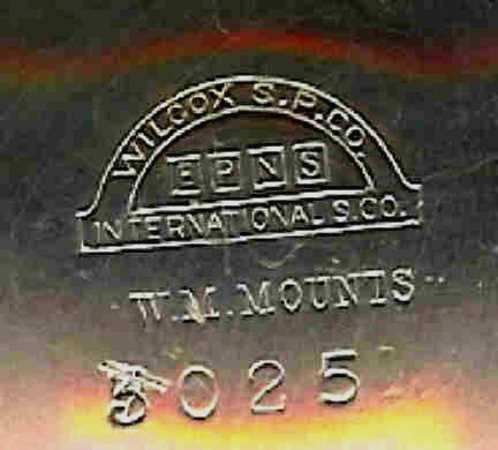 WILCOX S.P.CO.
EPNS
INTERNATIONAL S.CO.
W.M.MOUNTS
025